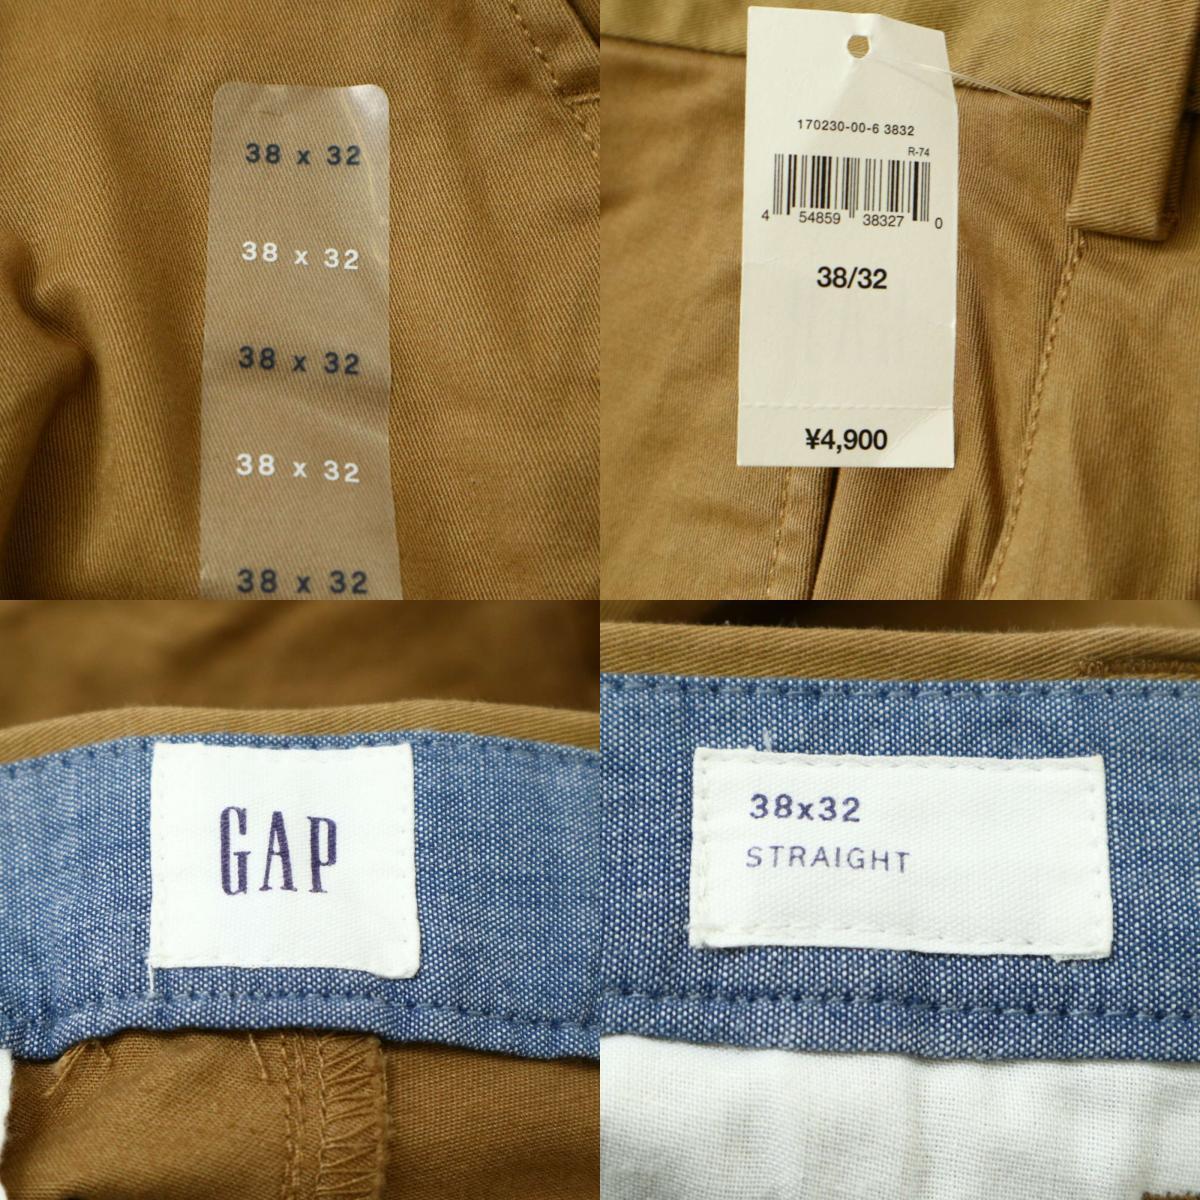 38 x 32
38 x 32
38 x 32
38 x 32
38 x 32
170230-00-6 3832
R-74
4 54859 38327 0
38/32
¥4,900
GAP
38x32
STRAIGHT